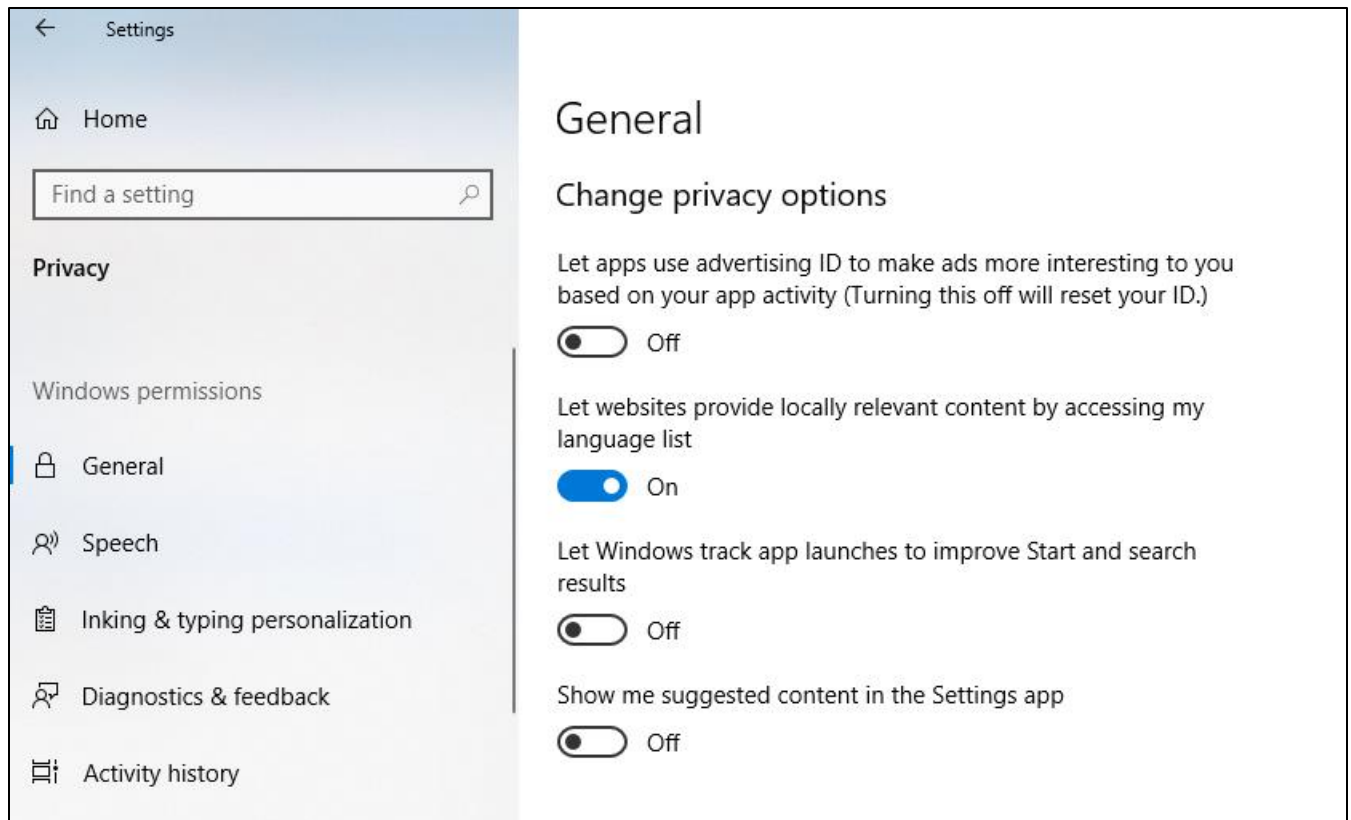 Settings
Home
Find a setting
Privacy
Windows permissions
General
Speech
Inking & typing personalization
Diagnostics & feedback
Activity history
General
Change privacy options
Let apps use advertising ID to make ads more interesting to you
based on your app activity (Turning this off will reset your ID.)
Off
Let websites provide locally relevant content by accessing my
language list
On
Let Windows track app launches to improve Start and search
results
Off
Show me suggested content in the Settings app
Off